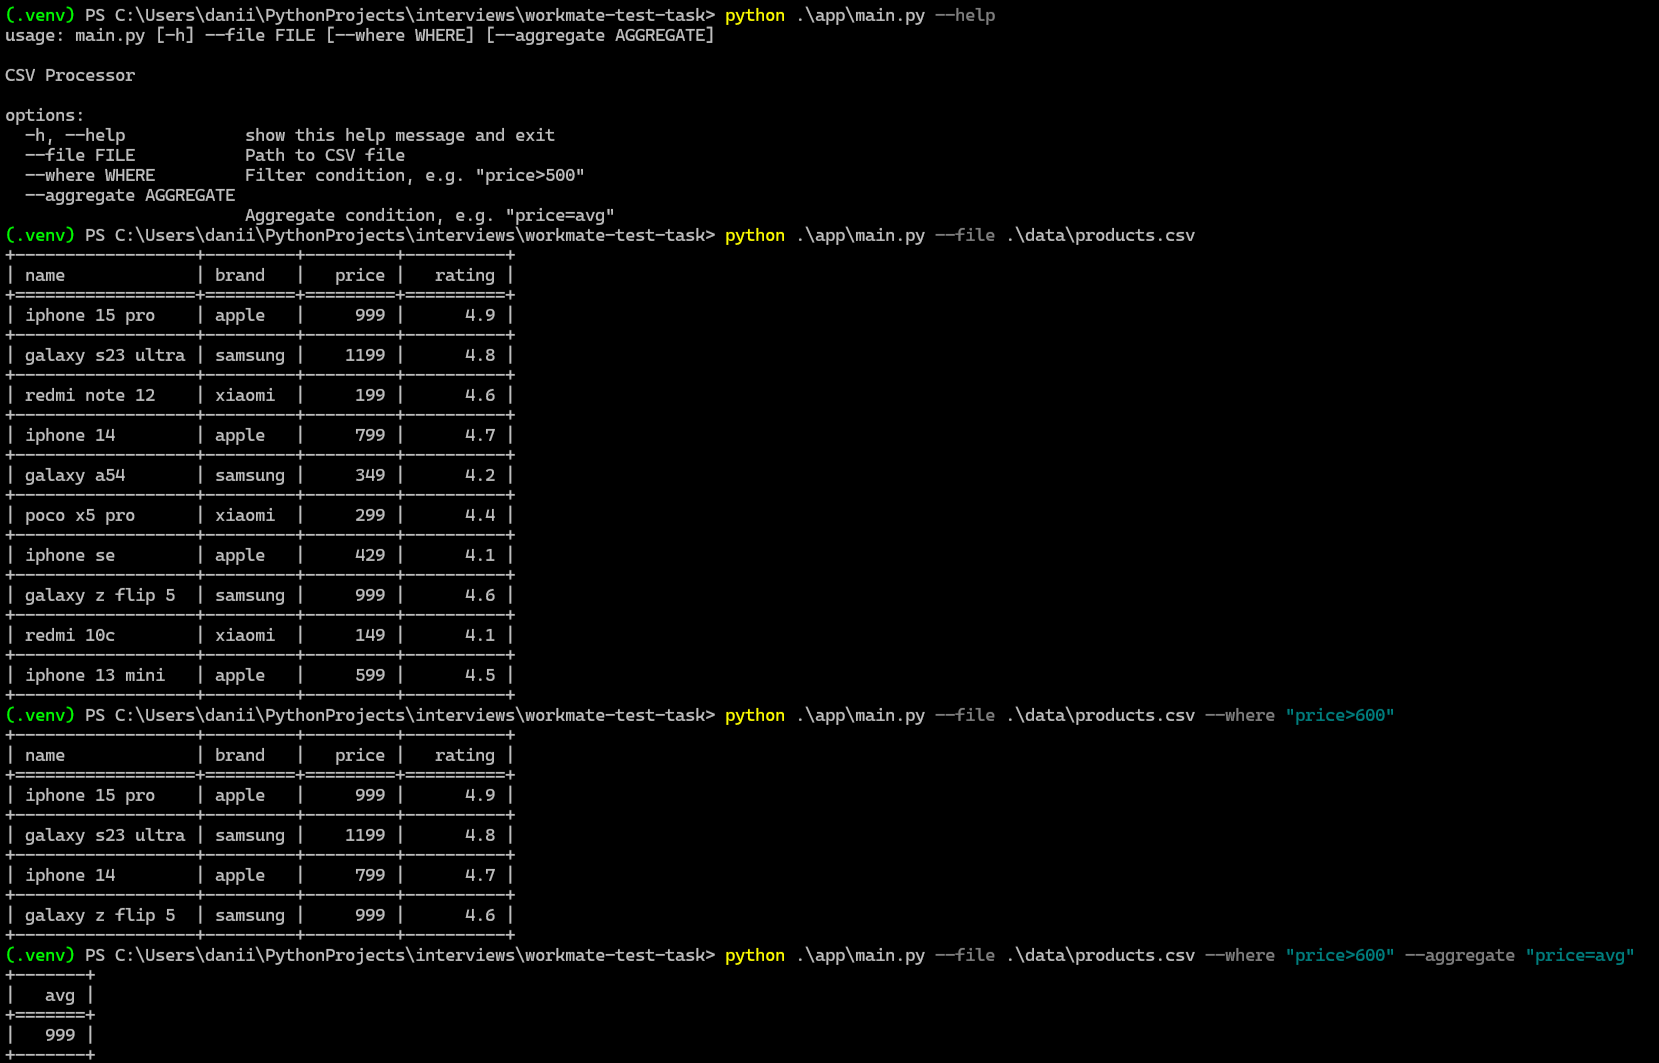 (.venv) PS C:\Users\danii\PythonProjects\interviews\workmate-test-task> python .\app\main.py --help
usage: main.py [-h] --file FILE [--where WHERE] [--aggregate AGGREGATE]

CSV Processor

options:
  -h, --help            show this help message and exit
  --file FILE           Path to CSV file
  --where WHERE         Filter condition, e.g. "price>500"
  --aggregate AGGREGATE
                        Aggregate condition, e.g. "price=avg"
(.venv) PS C:\Users\danii\PythonProjects\interviews\workmate-test-task> python .\app\main.py --file .\data\products.csv
+------------------+---------+---------+----------+
| name             | brand   |   price |   rating |
+==================+=========+=========+==========+
| iphone 15 pro    | apple   |     999 |      4.9 |
+------------------+---------+---------+----------+
| galaxy s23 ultra | samsung |    1199 |      4.8 |
+------------------+---------+---------+----------+
| redmi note 12    | xiaomi  |     199 |      4.6 |
+------------------+---------+---------+----------+
| iphone 14        | apple   |     799 |      4.7 |
+------------------+---------+---------+----------+
| galaxy a54       | samsung |     349 |      4.2 |
+------------------+---------+---------+----------+
| poco x5 pro      | xiaomi  |     299 |      4.4 |
+------------------+---------+---------+----------+
| iphone se        | apple   |     429 |      4.1 |
+------------------+---------+---------+----------+
| galaxy z flip 5  | samsung |     999 |      4.6 |
+------------------+---------+---------+----------+
| redmi 10c        | xiaomi  |     149 |      4.1 |
+------------------+---------+---------+----------+
| iphone 13 mini   | apple   |     599 |      4.5 |
+------------------+---------+---------+----------+
(.venv) PS C:\Users\danii\PythonProjects\interviews\workmate-test-task> python .\app\main.py --file .\data\products.csv --where "price>600"
+------------------+---------+---------+----------+
| name             | brand   |   price |   rating |
+==================+=========+=========+==========+
| iphone 15 pro    | apple   |     999 |      4.9 |
+------------------+---------+---------+----------+
| galaxy s23 ultra | samsung |    1199 |      4.8 |
+------------------+---------+---------+----------+
| iphone 14        | apple   |     799 |      4.7 |
+------------------+---------+---------+----------+
| galaxy z flip 5  | samsung |     999 |      4.6 |
+------------------+---------+---------+----------+
(.venv) PS C:\Users\danii\PythonProjects\interviews\workmate-test-task> python .\app\main.py --file .\data\products.csv --where "price>600" --aggregate "price=avg"
+-------+
|   avg |
+=======+
|   999 |
+-------+